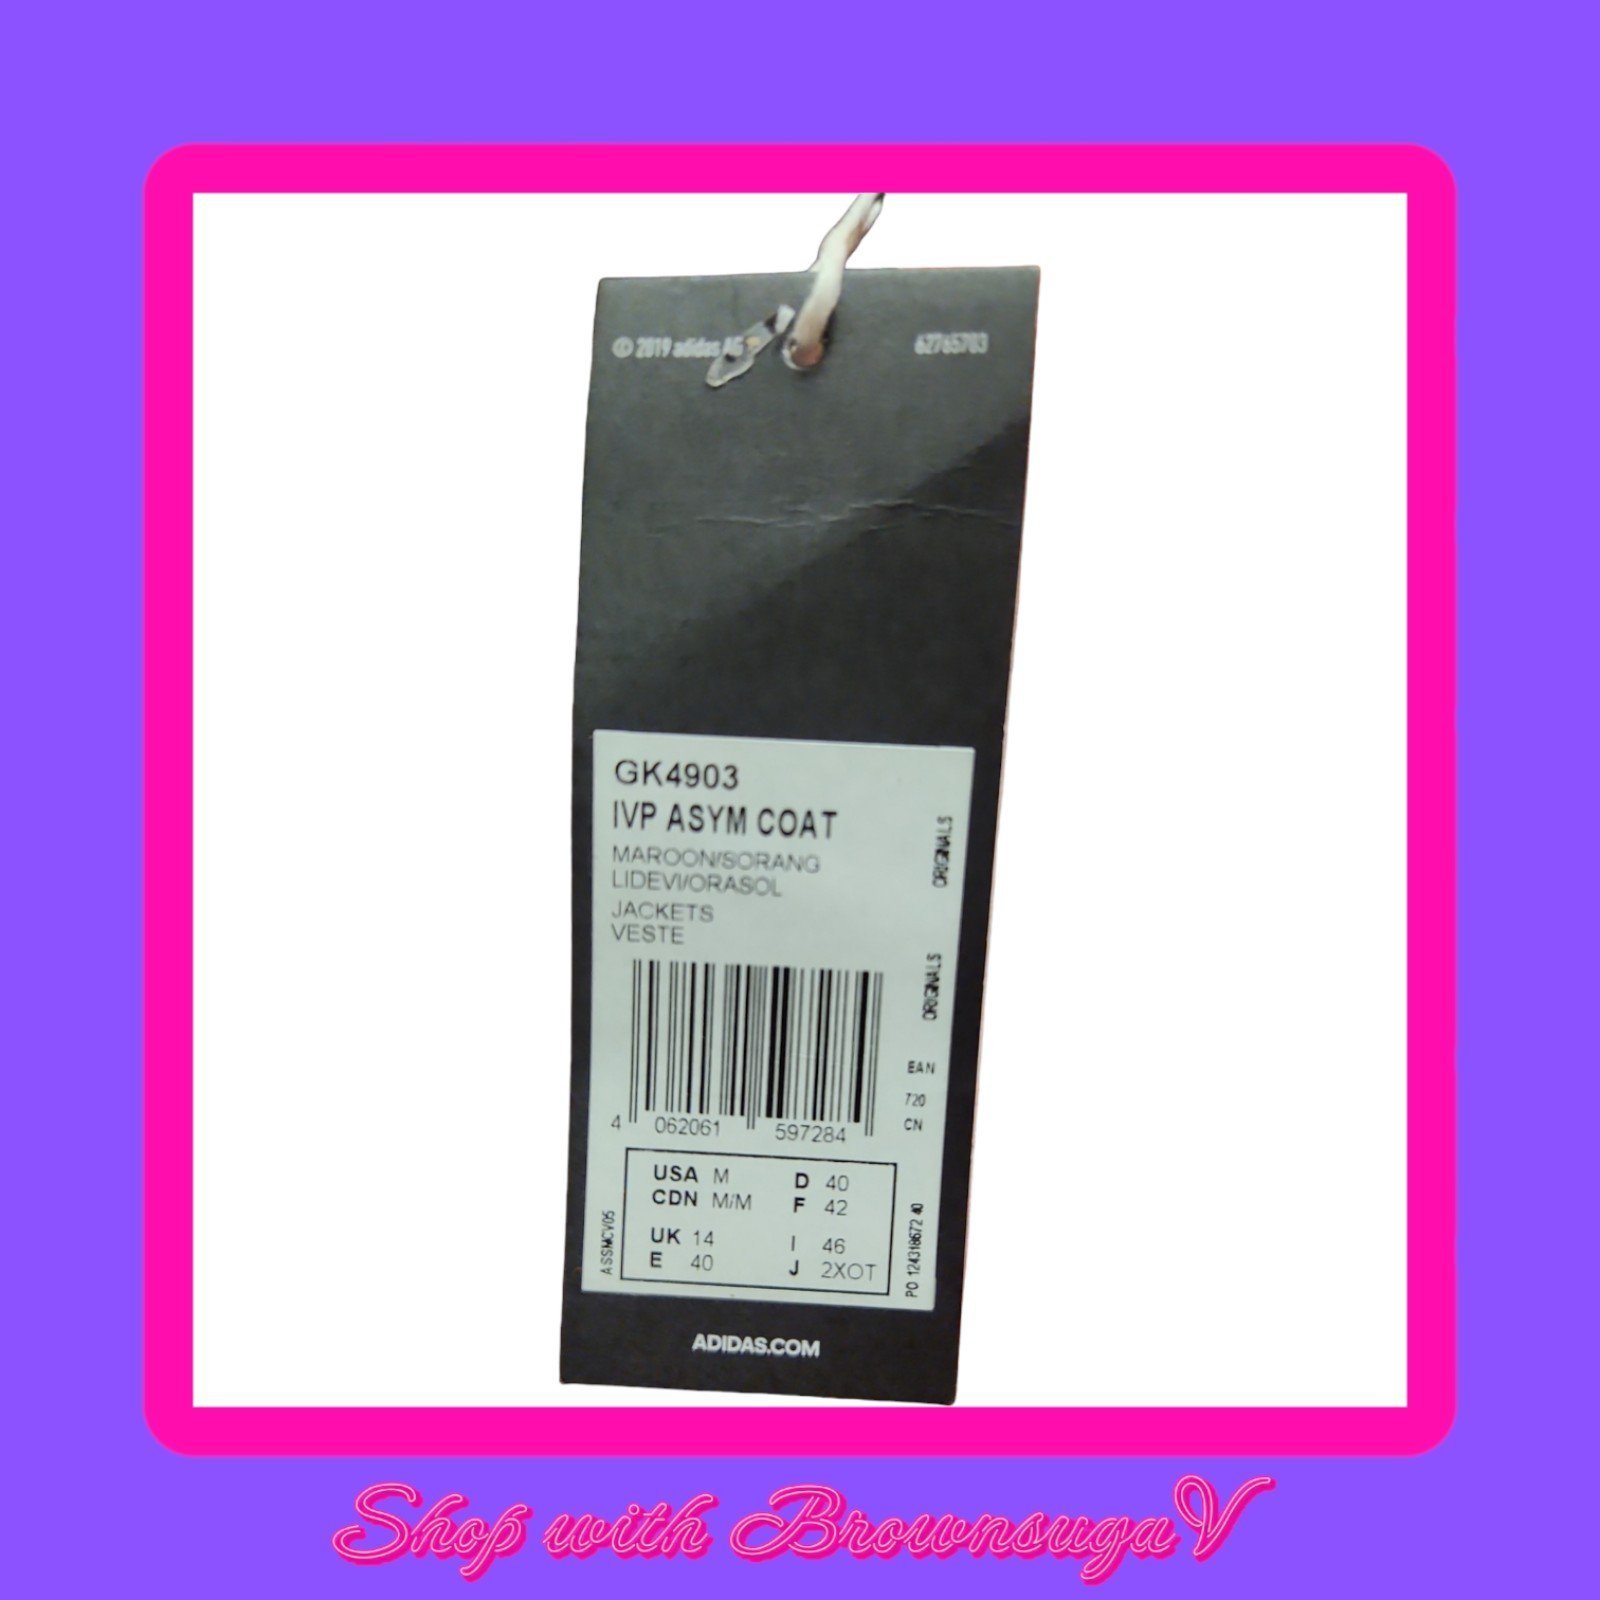 © 2019 adidas AG 62765703
GK4903
IVP ASYM COAT
MAROON/SORANG
LIDEVI/ORASOL
JACKETS
VESTE
ORIGINALS
ORIGINALS
EAN
720
CN
4 062061 597284
USA M D 40
CDN M/M F 42
UK 14 I 46
E 40 J 2XOT
ASSMCV05
PO 124318672 40
ADIDAS.COM
Shop with BrownsugaV